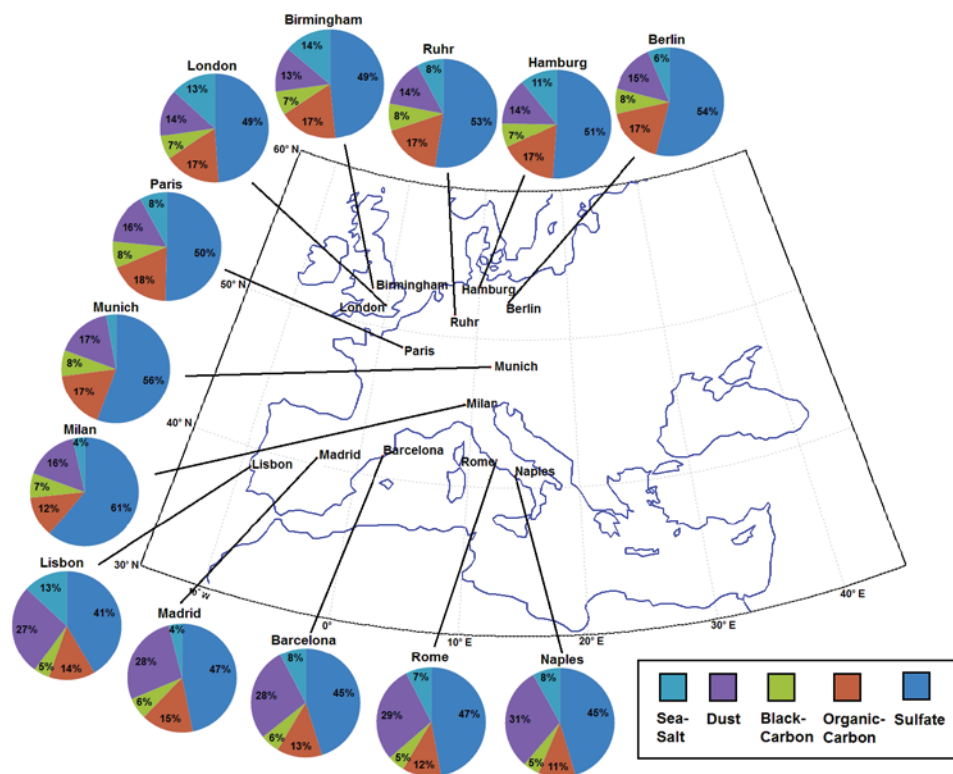 Birmingham
14%
49%
13%
7%
17%
Ruhr
8%
14%
53%
8%
17%
Berlin
6%
15%
54%
8%
17%
London
13%
14%
49%
7%
17%
Hamburg
11%
14%
51%
7%
17%
60° N
Paris
8%
16%
50%
8%
18%
50° N
Birmingham
Hamburg
London
Berlin
Ruhr
Paris
Munich
17%
8%
56%
17%
Munich
Milan
40° N
Milan
4%
16%
7%
61%
12%
Lisbon
Madrid
Barcelona
Rome
Naples
30° N
10° W
0°
10° E
20° E
30° E
40° E
Lisbon
13%
41%
27%
5%
14%
Madrid
4%
28%
47%
6%
15%
Barcelona
8%
28%
45%
6%
13%
Rome
7%
29%
47%
5%
12%
Naples
8%
31%
45%
5%
11%
Sea-
Salt
Dust
Black-
Carbon
Organic-
Carbon
Sulfate